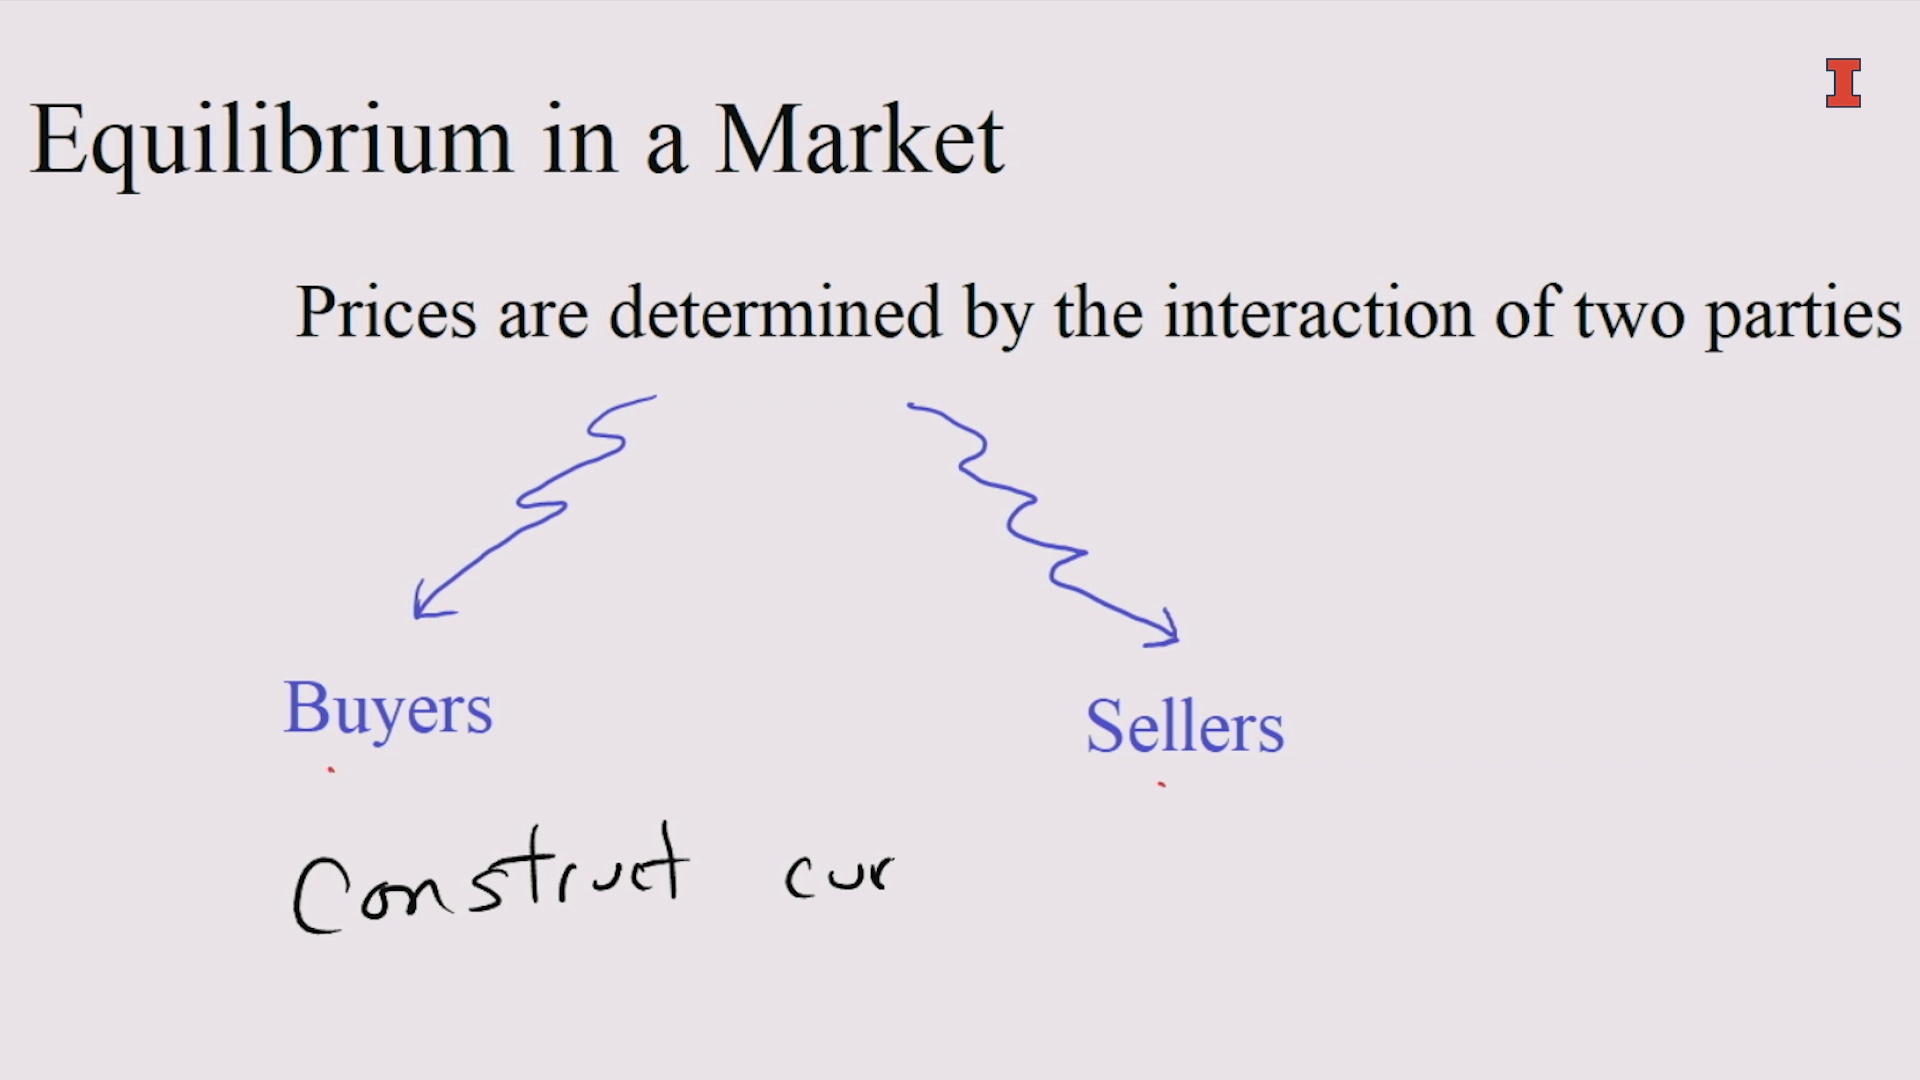 I
Equilibrium in a Market
Prices are determined by the interaction of two parties
Buyers
Sellers
Construct cur